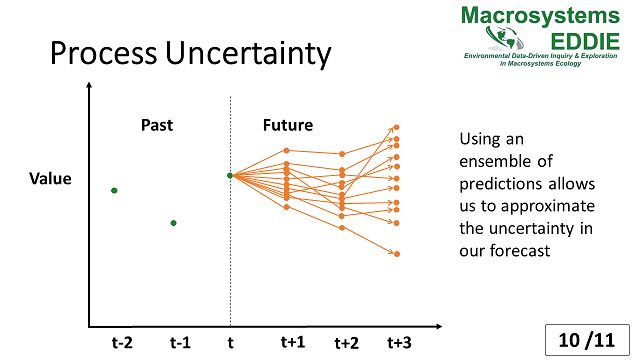 Process Uncertainty
Macrosystems
EDDIE
Environmental Data-Driven Inquiry & Exploration
in Macrosystems Ecology
Past
Future
Value
t-2
t-1
t
t+1
t+2
t+3
Using an
ensemble of
predictions allows
us to approximate
the uncertainty in
our forecast
10 /11